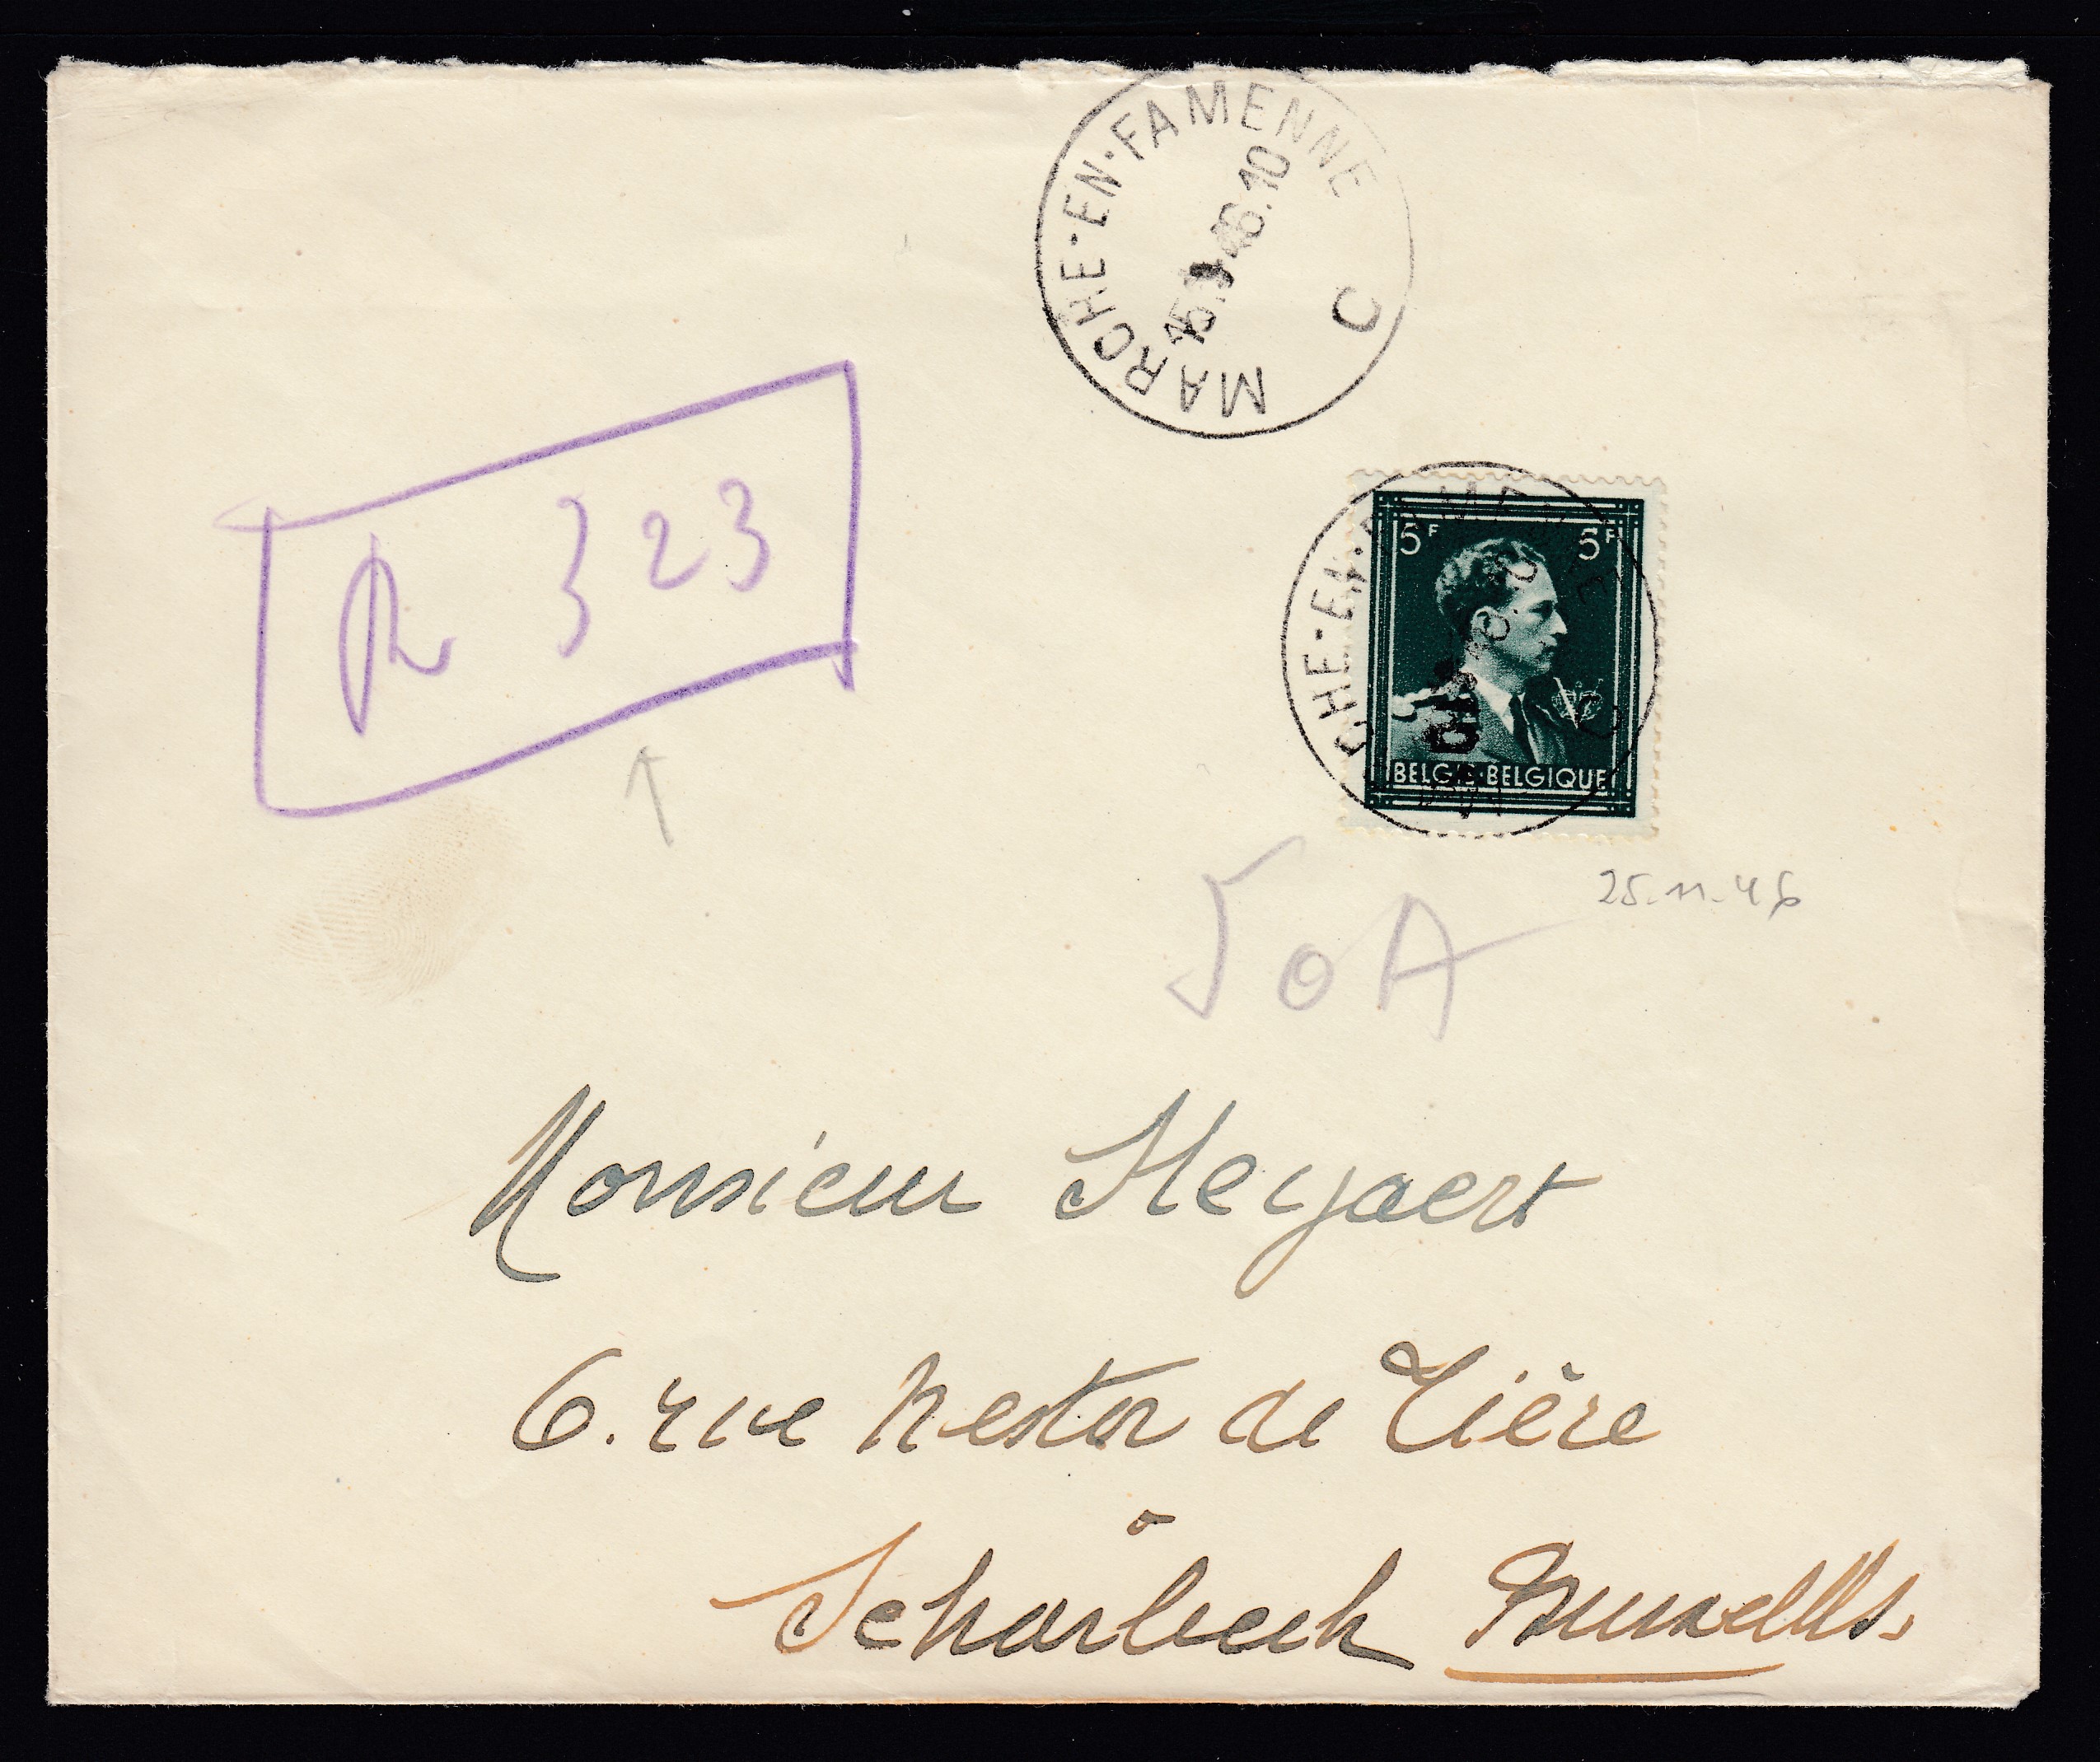 MARCHE·EN·FAMENNE
C
R 323
5F 5F
BELGIE·BELGIQUE
25.11.46
50A
Monsieur Heyaert
6. rue Nestor de Tière
à
Scharbeek Bruxelles.